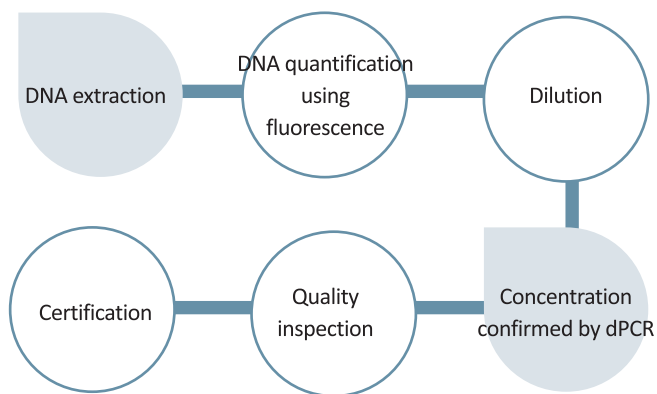 DNA extraction
DNA quantification
using
fluorescence
Dilution
Concentration
confirmed by dPCR
Quality
inspection
Certification